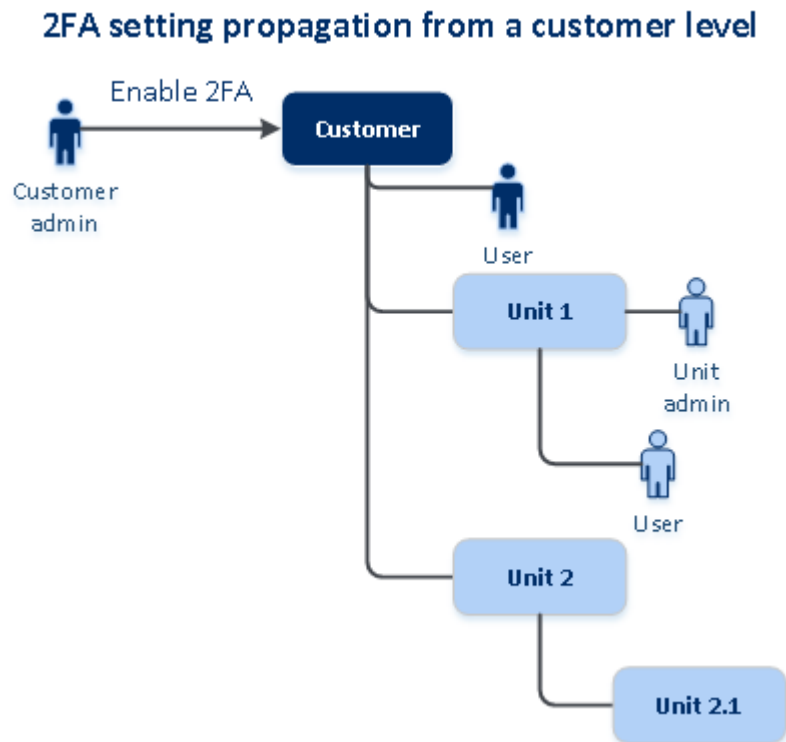 2FA setting propagation from a customer level
Enable 2FA
Customer
Customer
admin
User
Unit 1
Unit
admin
User
Unit 2
Unit 2.1